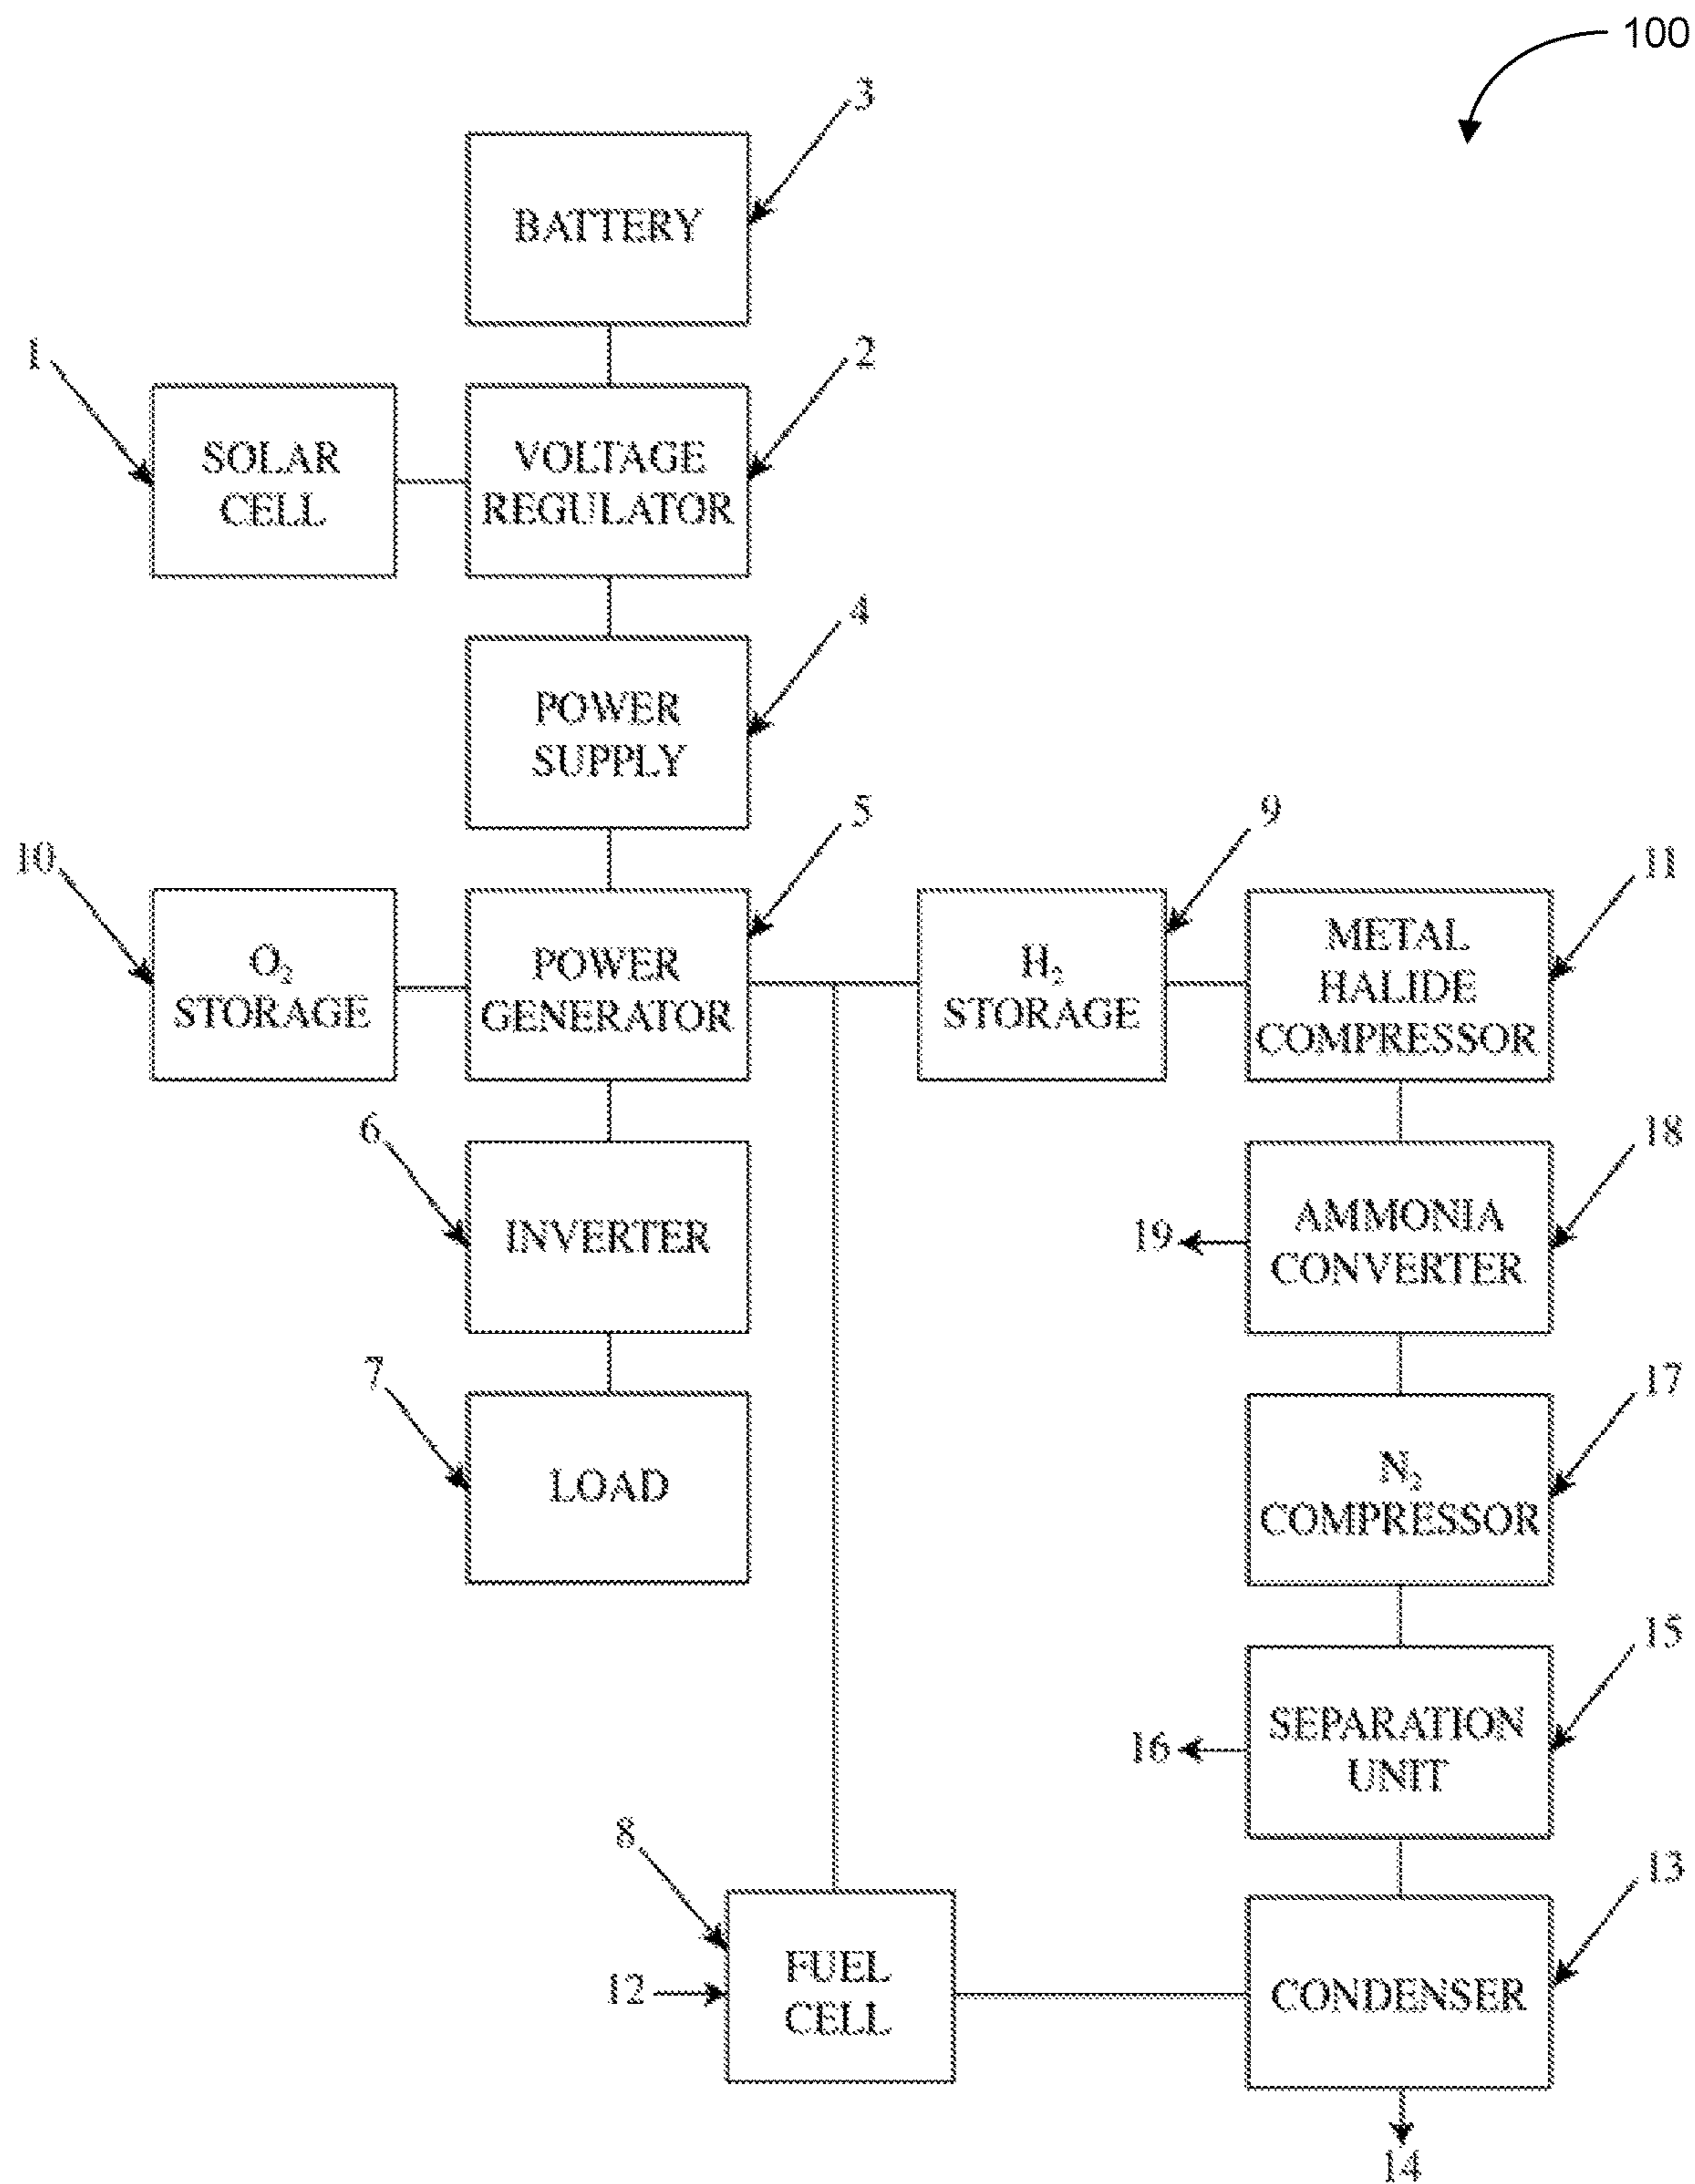 100
3
BATTERY
1
2
SOLAR
CELL
VOLTAGE
REGULATOR
4
POWER
SUPPLY
10
5
9
11
O₂
STORAGE
POWER
GENERATOR
H₂
STORAGE
METAL
HALIDE
COMPRESSOR
6
18
INVERTER
19
AMMONIA
CONVERTER
7
17
LOAD
N₂
COMPRESSOR
15
16
SEPARATION
UNIT
8
13
12
FUEL
CELL
CONDENSER
14